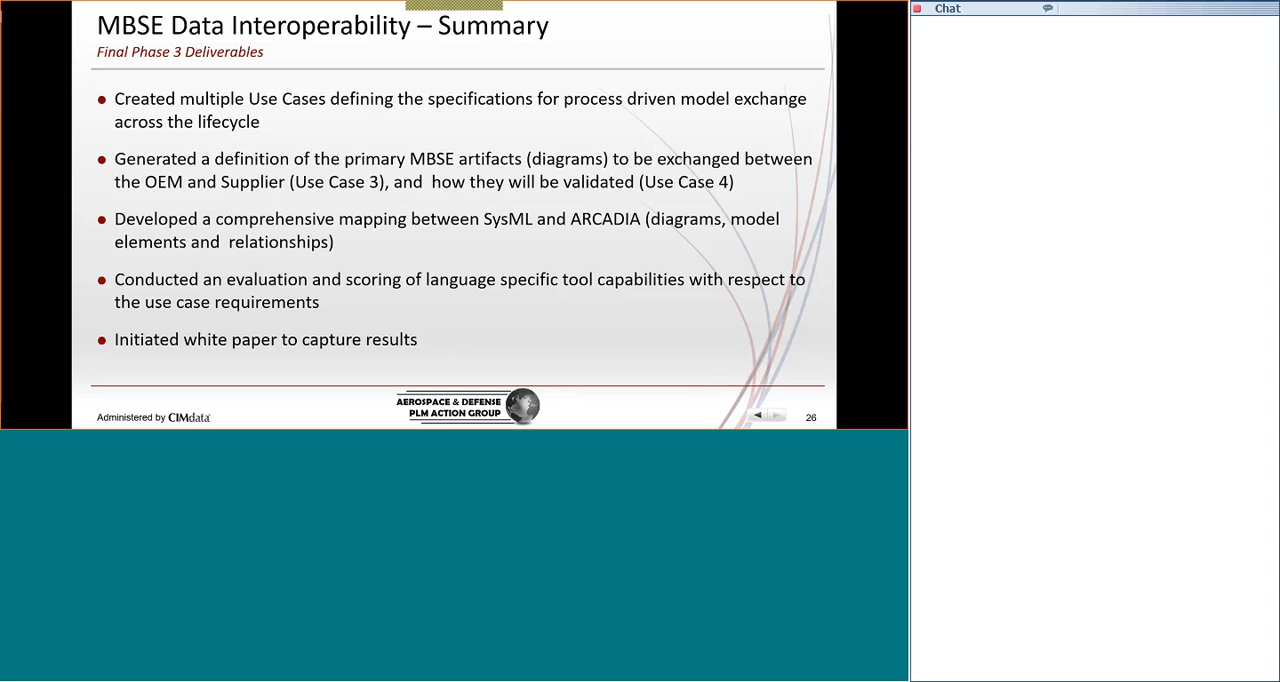 Chat
MBSE Data Interoperability – Summary
Final Phase 3 Deliverables
● Created multiple Use Cases defining the specifications for process driven model exchange
across the lifecycle
● Generated a definition of the primary MBSE artifacts (diagrams) to be exchanged between
the OEM and Supplier (Use Case 3), and how they will be validated (Use Case 4)
● Developed a comprehensive mapping between SysML and ARCADIA (diagrams, model
elements and relationships)
● Conducted an evaluation and scoring of language specific tool capabilities with respect to
the use case requirements
● Initiated white paper to capture results
Administered by CIMdata
AEROSPACE & DEFENSE
PLM ACTION GROUP
26